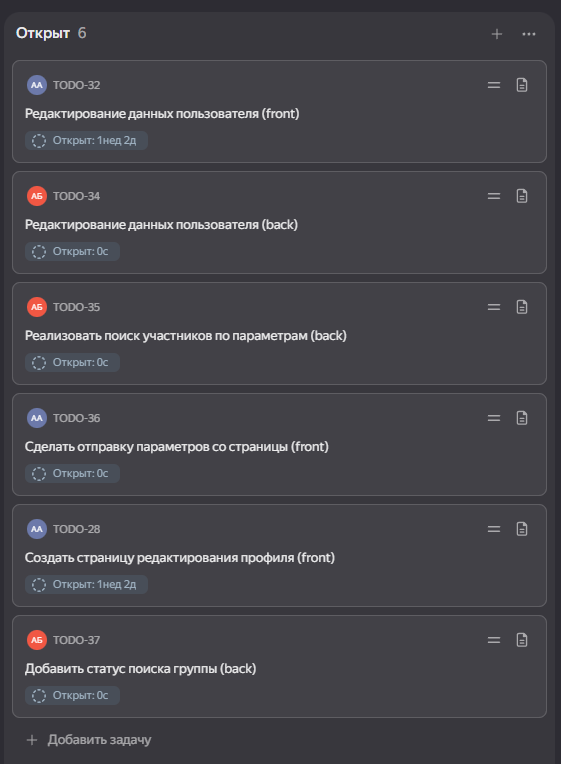 Открыт 6
АА TODO-32
Редактирование данных пользователя (front)
Открыт: 1нед 2д
АБ TODO-34
Редактирование данных пользователя (back)
Открыт: 0с
АБ TODO-35
Реализовать поиск участников по параметрам (back)
Открыт: 0с
АА TODO-36
Сделать отправку параметров со страницы (front)
Открыт: 0с
АА TODO-28
Создать страницу редактирования профиля (front)
Открыт: 1нед 2д
АБ TODO-37
Добавить статус поиска группы (back)
Открыт: 0с
+ Добавить задачу